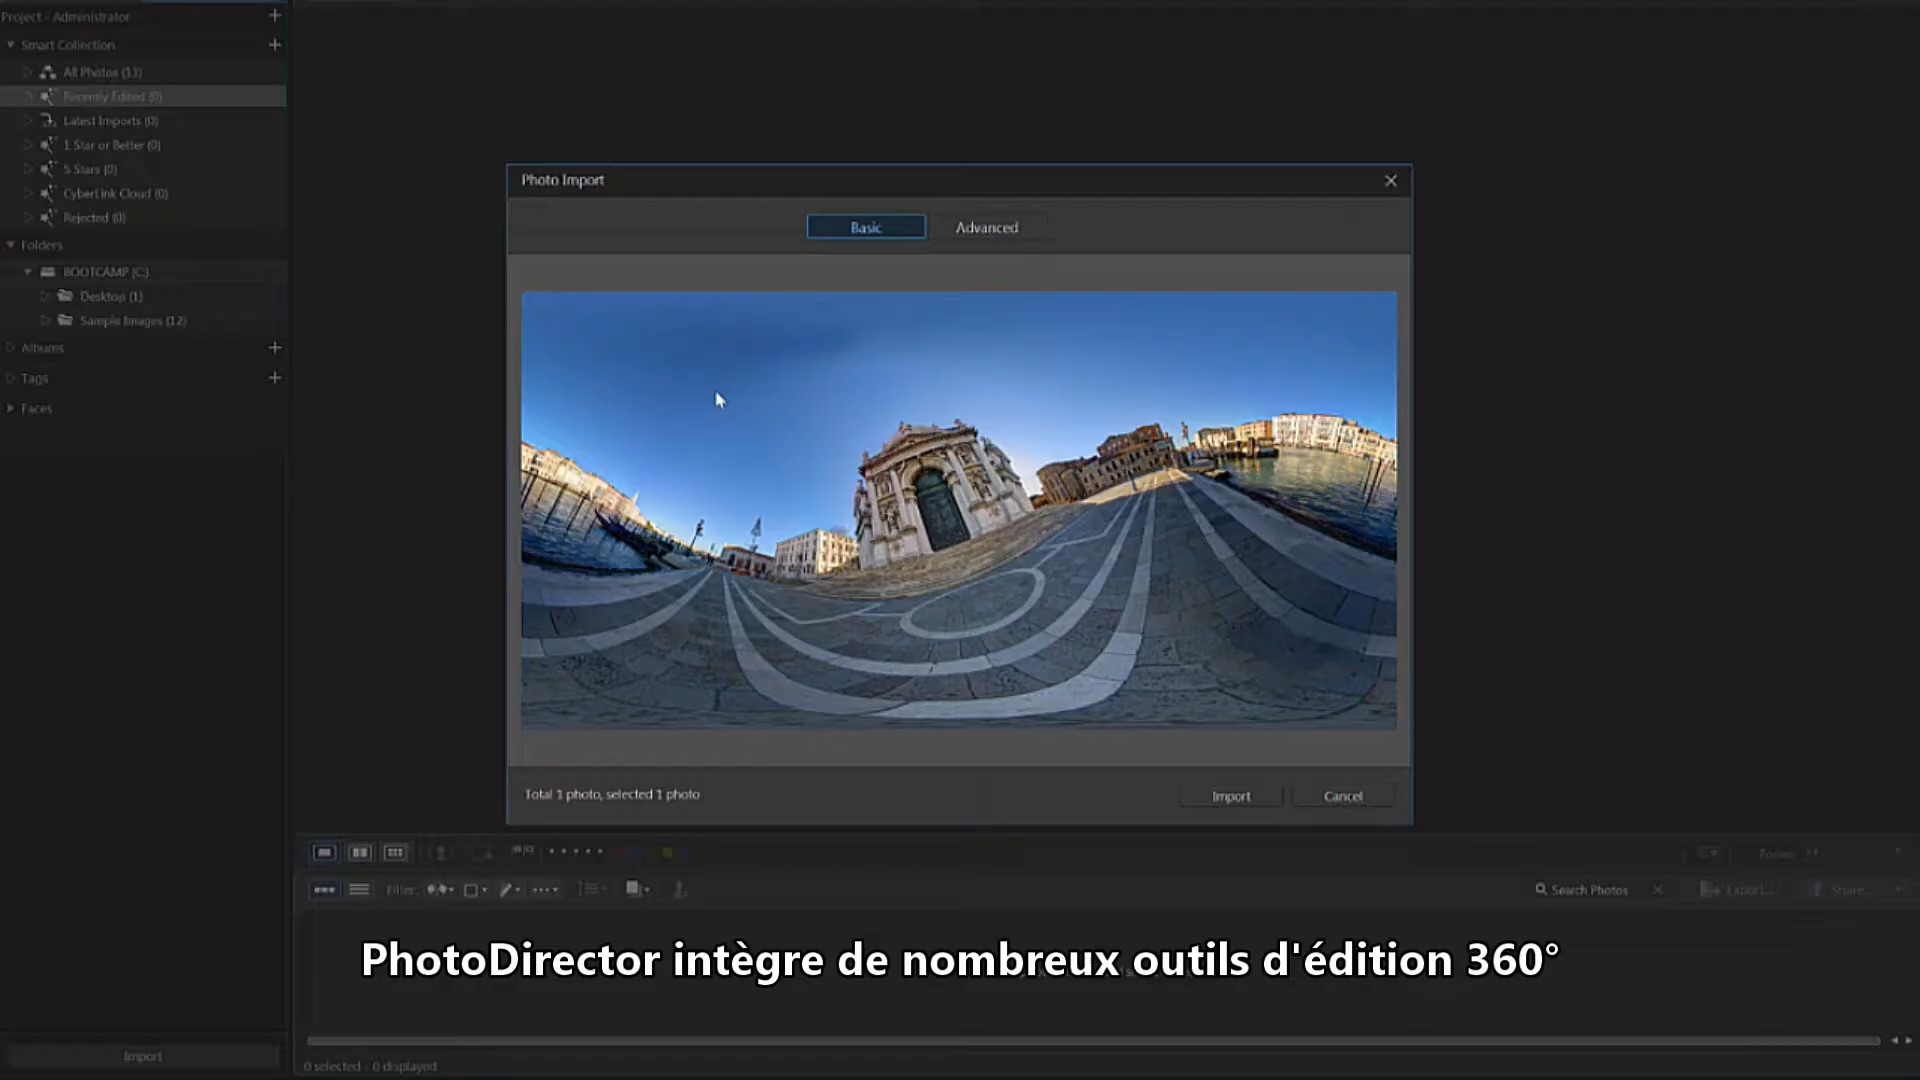 Project - Administrator
Smart Collection
All Photos (13)
Recently Edited (0)
Latest Imports (0)
1 Star or Better (0)
5 Stars (0)
CyberLink Cloud (0)
Rejected (0)
Folders
BOOTCAMP (C:)
Desktop (1)
Sample Images (12)
Albums
Tags
Faces
Import
Photo Import
Basic
Advanced
Total 1 photo, selected 1 photo
Import
Cancel
Filter:
Search Photos
Export...
Share...
PhotoDirector intègre de nombreux outils d'édition 360°
0 selected - 0 displayed